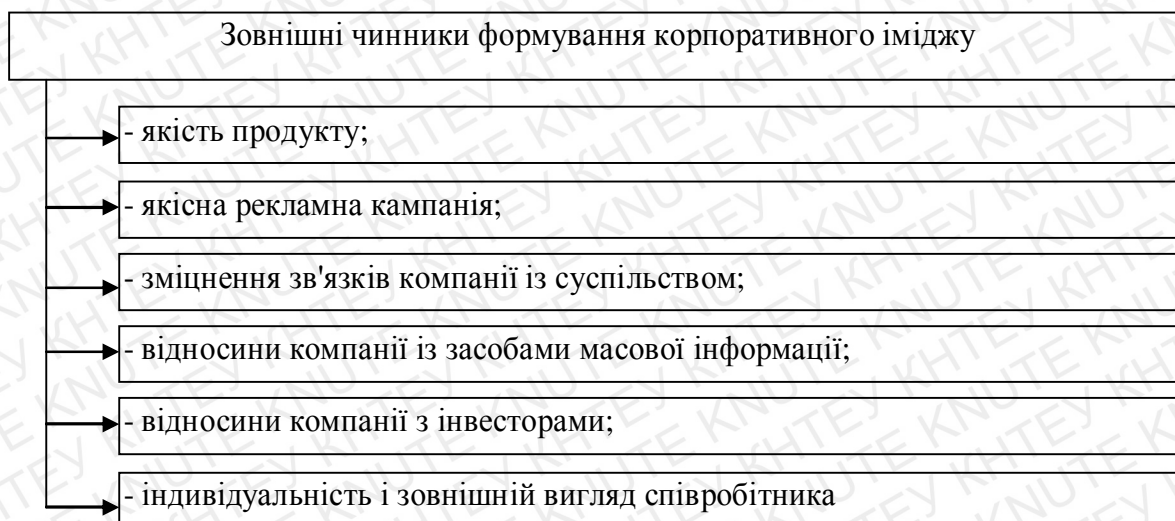 Зовнішні чинники формування корпоративного іміджу
- якість продукту;
- якісна рекламна кампанія;
- зміцнення зв'язків компанії із суспільством;
- відносини компанії із засобами масової інформації;
- відносини компанії з інвесторами;
- індивідуальність і зовнішній вигляд співробітника